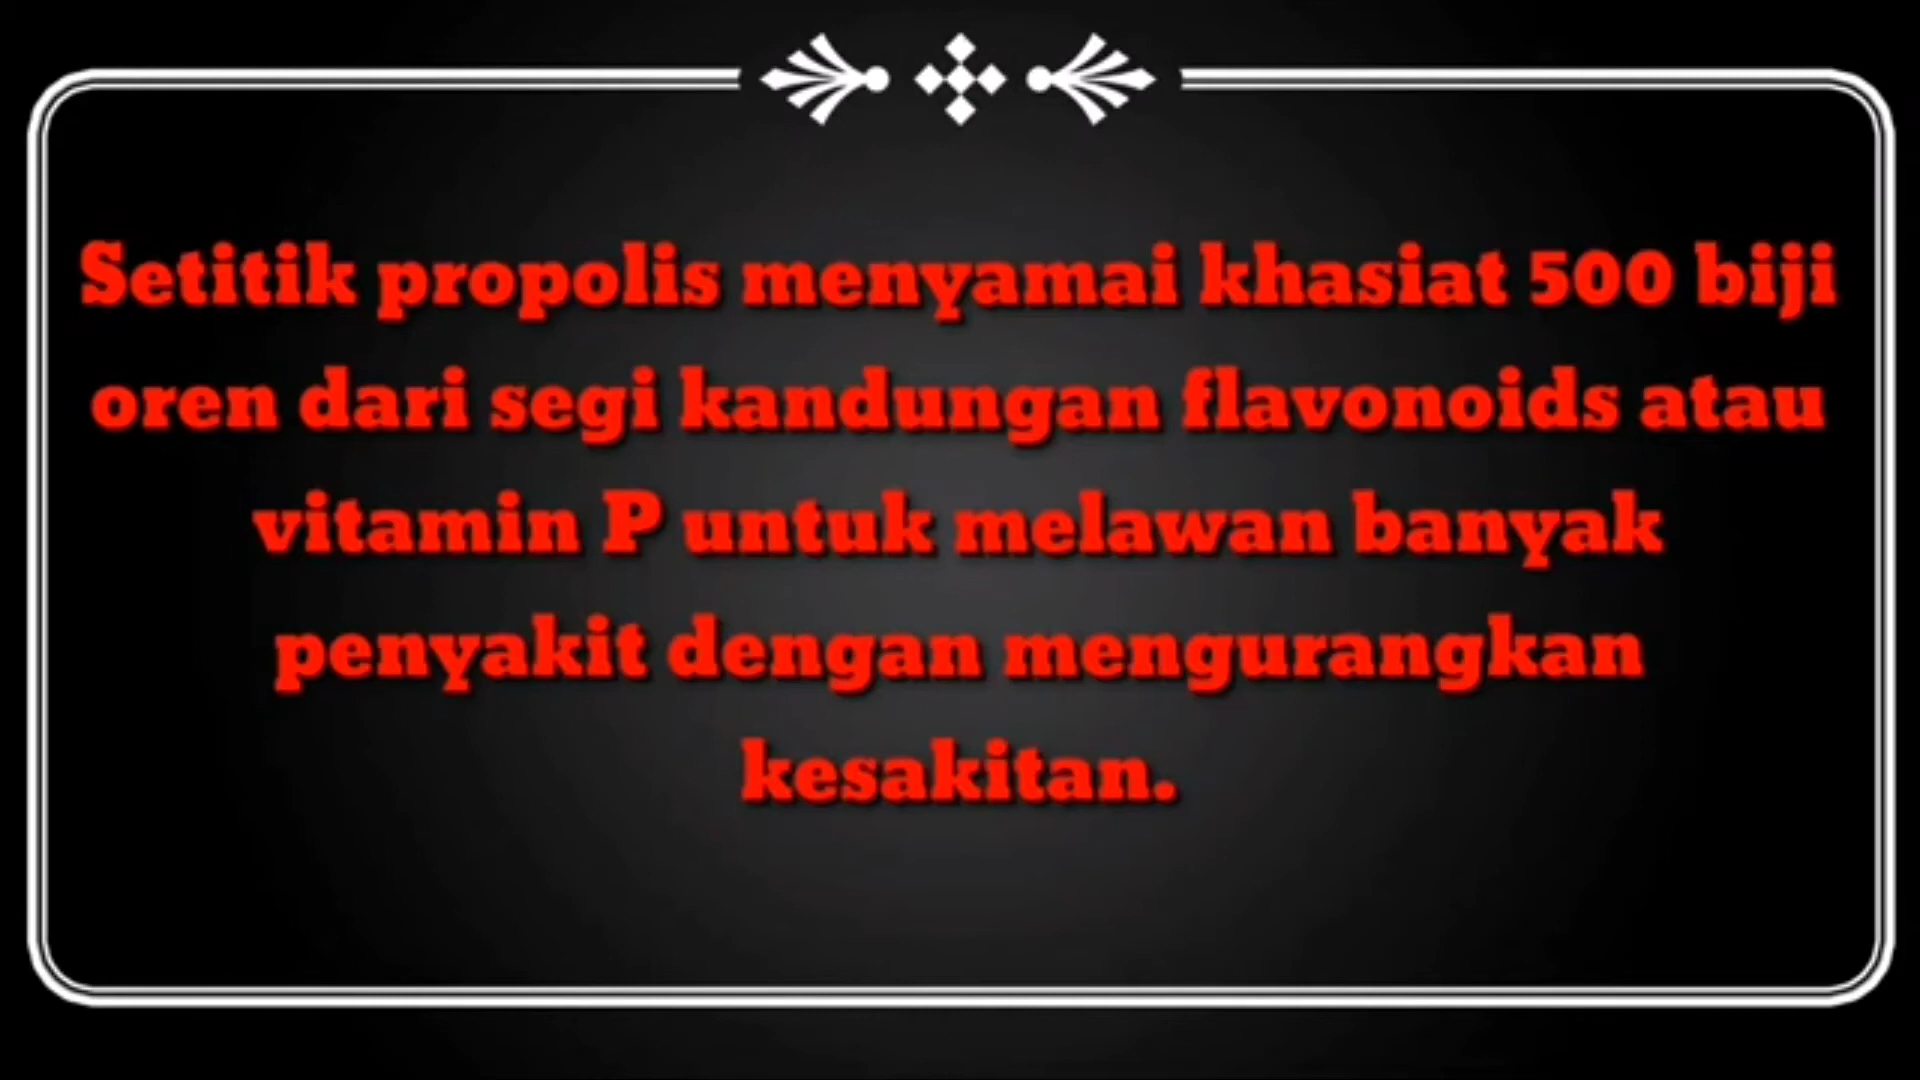 Setitik propolis menyamai khasiat 500 biji
oren dari segi kandungan flavonoids atau
vitamin P untuk melawan banyak
penyakit dengan mengurangkan
kesakitan.